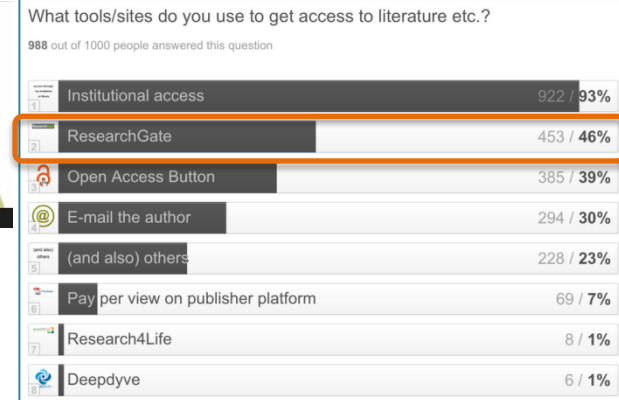 What tools/sites do you use to get access to literature etc.?
988 out of 1000 people answered this question
1 Institutional access 922 / 93%
2 ResearchGate 453 / 46%
3 Open Access Button 385 / 39%
4 E-mail the author 294 / 30%
(and also)
others
5 (and also) others 228 / 23%
6 Pay per view on publisher platform 69 / 7%
7 Research4Life 8 / 1%
8 Deepdyve 6 / 1%